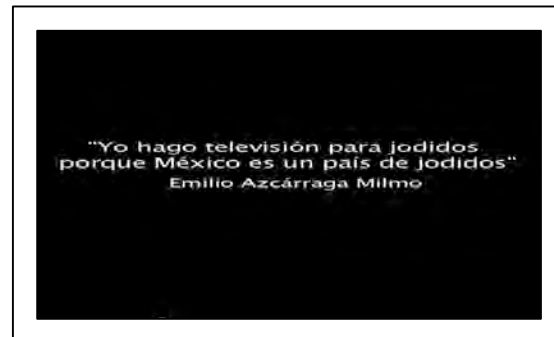 "Yo hago televisión para jodidos
porque México es un país de jodidos"
Emilio Azcárraga Milmo